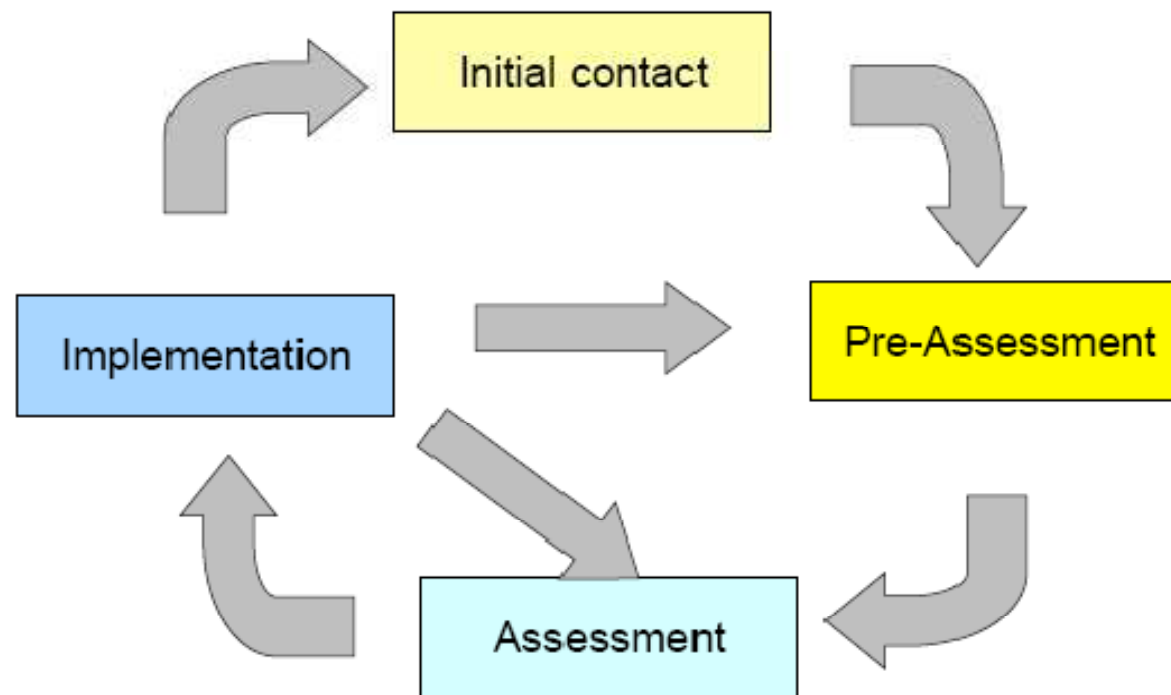 Initial contact
Implementation
Pre-Assessment
Assessment